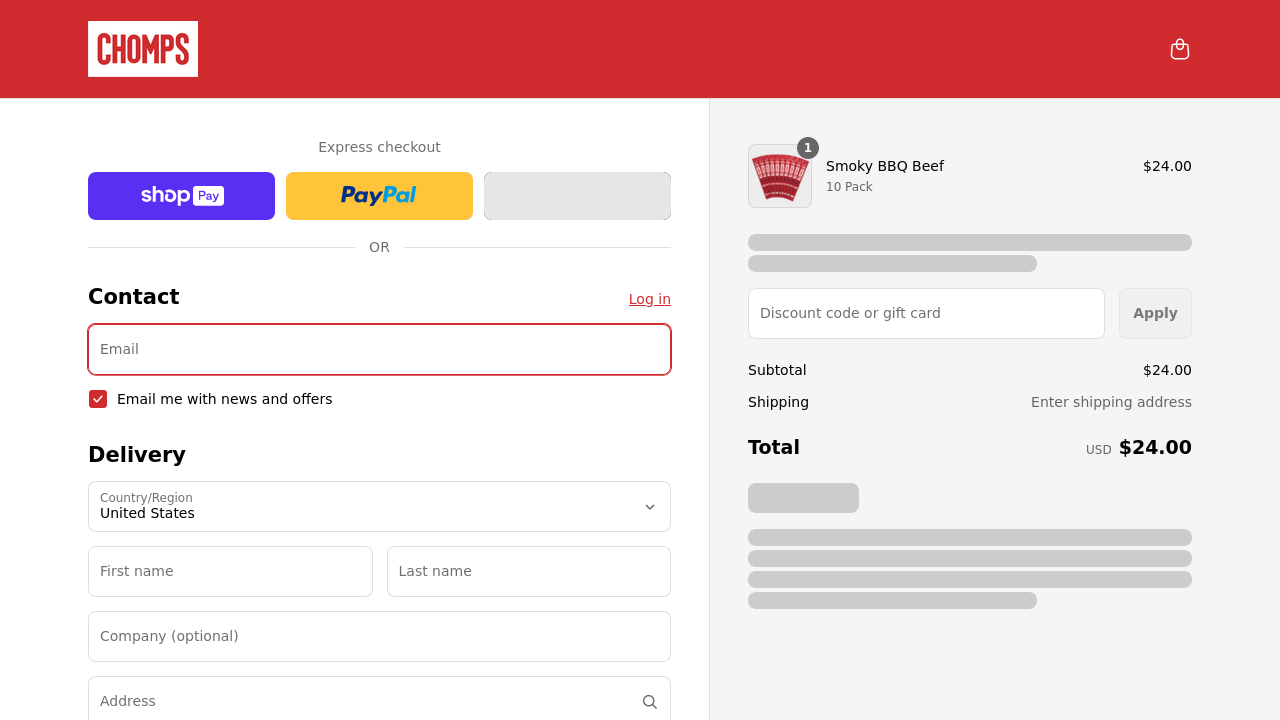 CHOMPS
Express checkout
shop Pay
PayPal
OR
Contact
Log in
Email
Email me with news and offers
Delivery
Country/Region
United States
First name
Last name
Company (optional)
Address
1
Smoky BBQ Beef
$24.00
10 Pack
Discount code or gift card
Apply
Subtotal
$24.00
Shipping
Enter shipping address
Total
USD $24.00